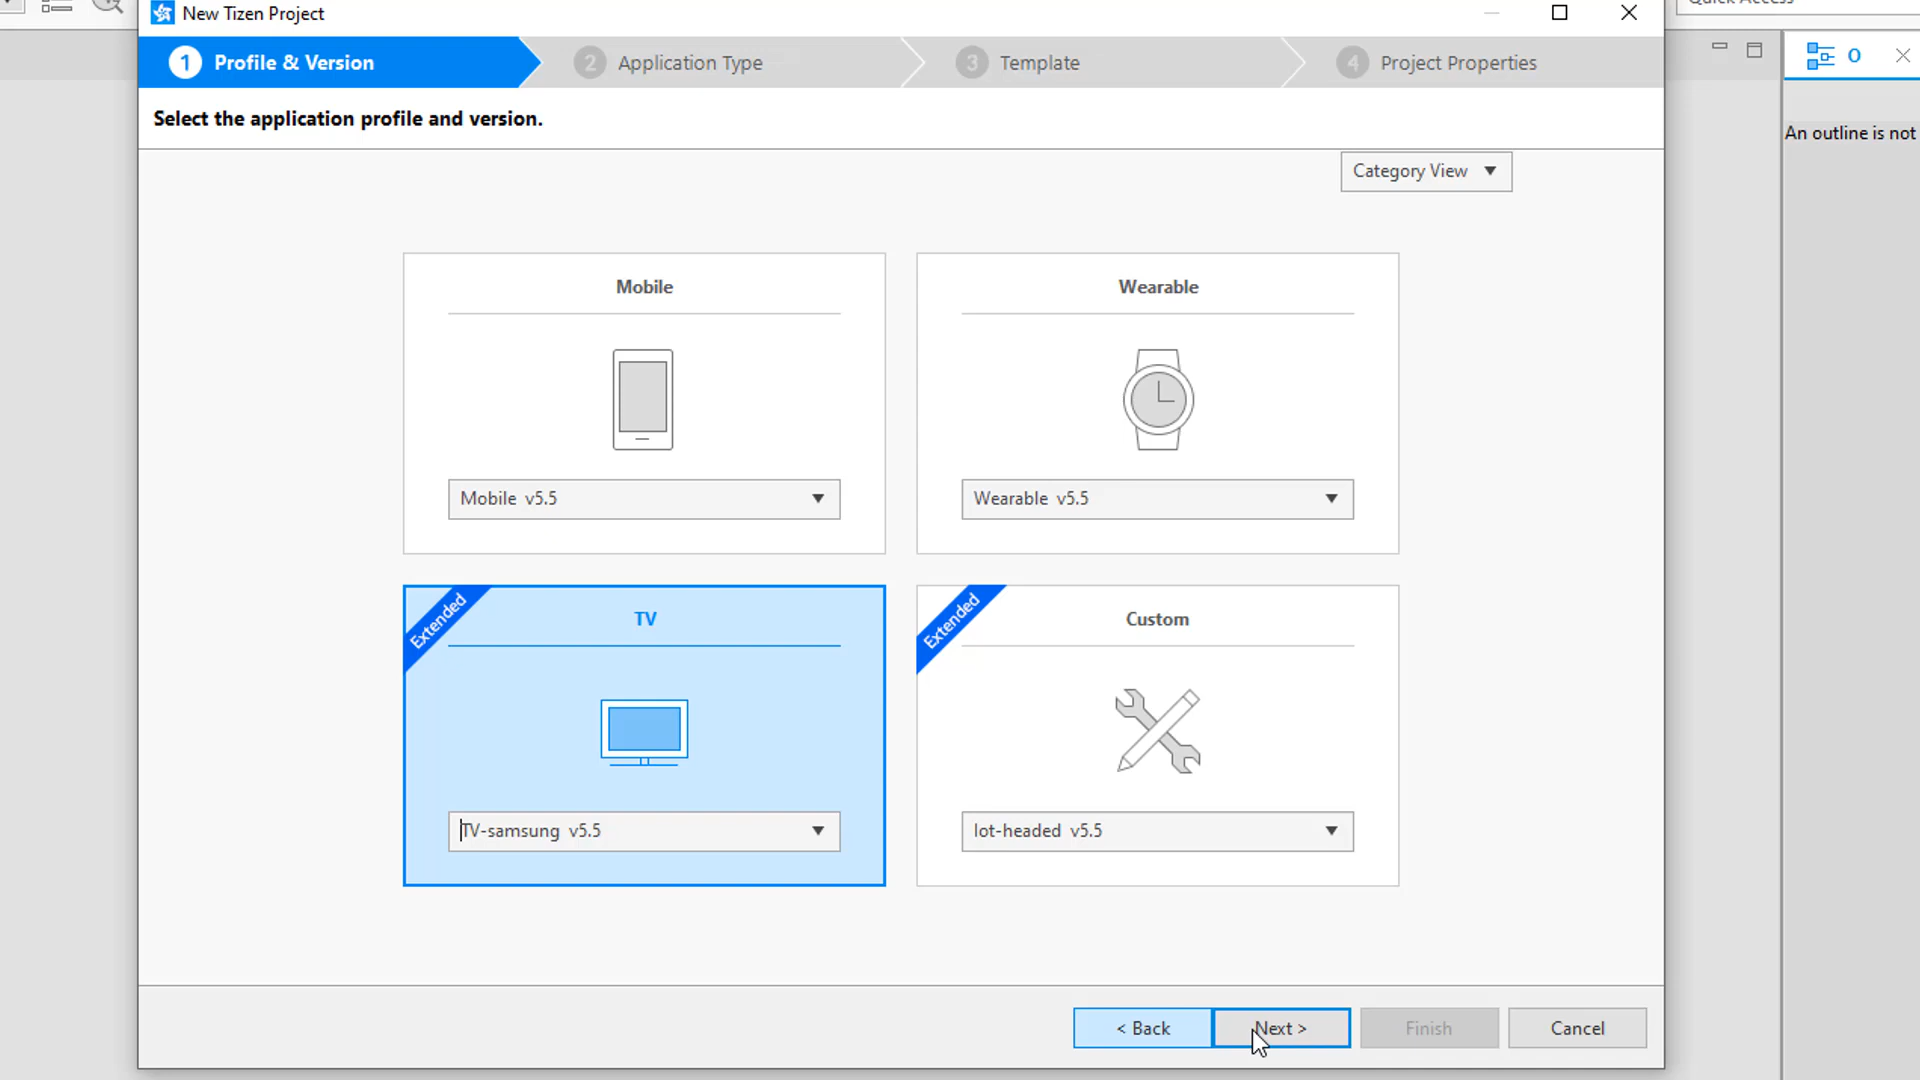 New Tizen Project
1 Profile & Version
2 Application Type
3 Template
4 Project Properties
O
Select the application profile and version.
An outline is not
Category View
Mobile
Wearable
Mobile v5.5
Wearable v5.5
Extended
TV
Extended
Custom
TV-samsung v5.5
Iot-headed v5.5
< Back
Next >
Finish
Cancel